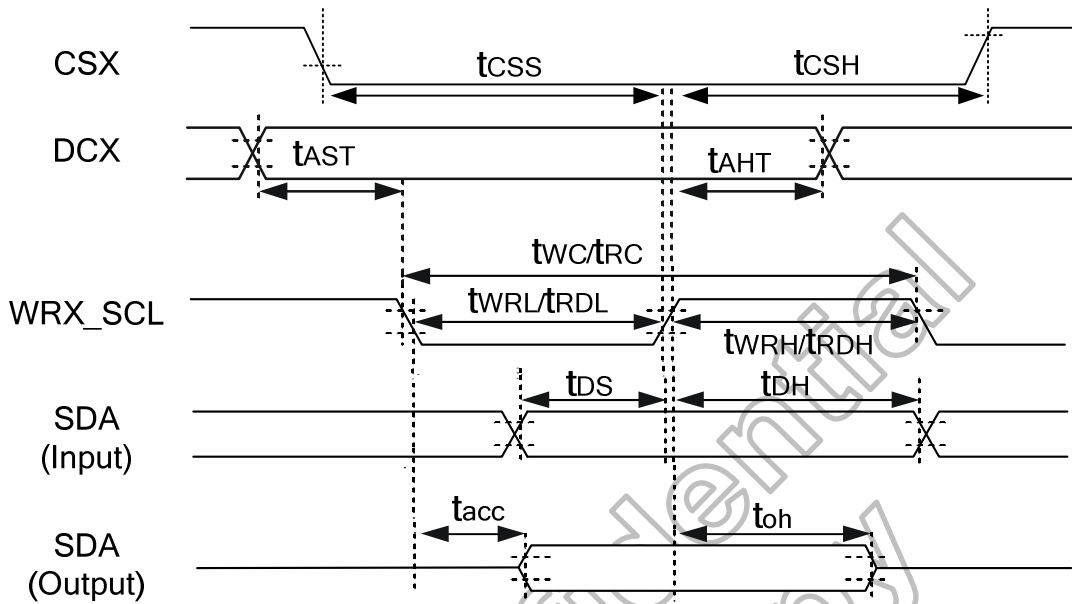 CSX
tCSS
tCSH
DCX
tAST
tAHT
tWC/tRC
WRX_SCL
tWRL/tRDL
tWRH/tRDH
SDA
(Input)
tDS
tDH
SDA
(Output)
tacc
toh